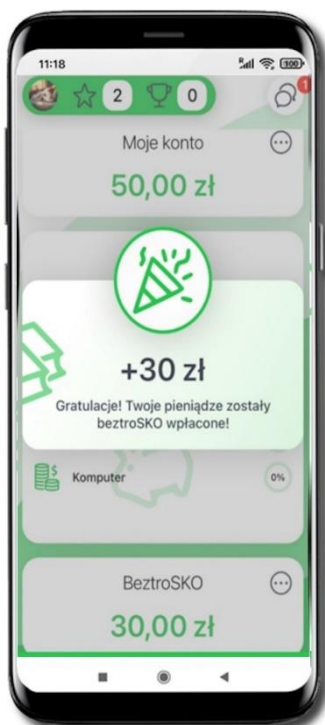 11:18
100
2
0
1
Moje konto
50,00 zł
+30 zł
Gratulacje! Twoje pieniądze zostały
beztroSKO wpłacone!
Komputer
0%
BeztroSKO
30,00 zł